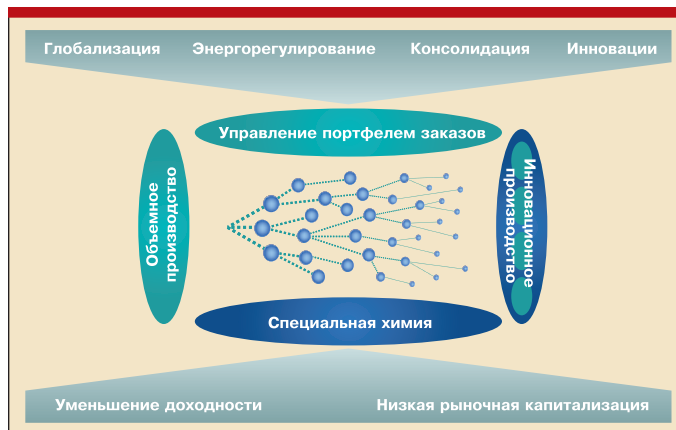 Глобализация Энергорегулирование Консолидация Инновации
Управление портфелем заказов
Объемное
производство
Инновационное
производство
Специальная химия
Уменьшение доходности Низкая рыночная капитализация